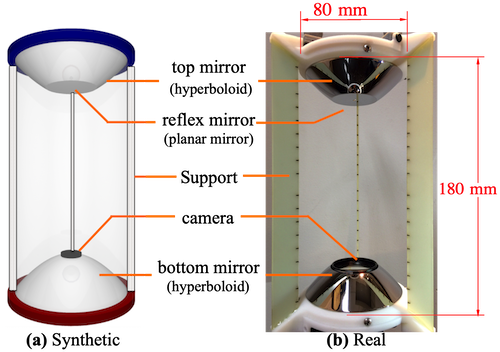 80 mm
top mirror
(hyperboloid)
reflex mirror
(planar mirror)
Support
180 mm
camera
bottom mirror
(hyperboloid)
(a) Synthetic
(b) Real